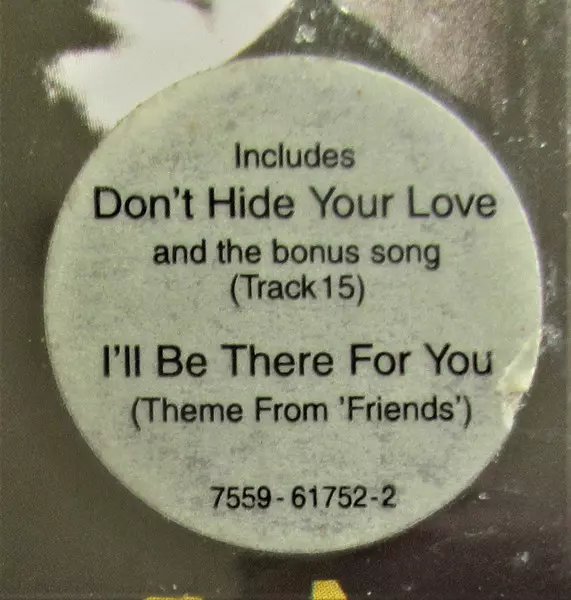 Includes
Don't Hide Your Love
and the bonus song
(Track 15)
I'll Be There For You
(Theme From 'Friends')
7559-61752-2